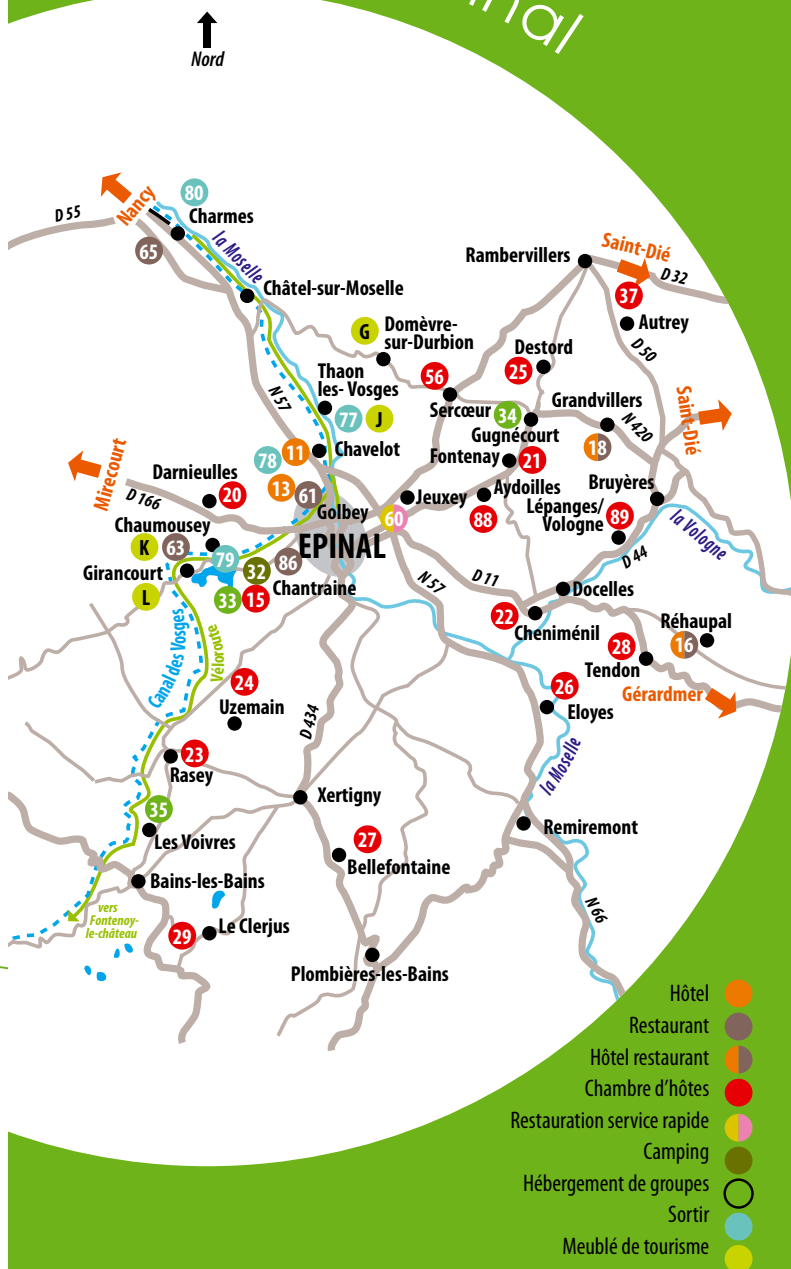 inal
Nord
80
Nancy
D 55
Charmes
65
la Moselle
Châtel-sur-Moselle
Rambervillers
Saint-Dié
D 32
37
Autrey
D 50
G
Domèvre-
sur-Durbion
Destord
25
56
Sercœur
34
Gugnécourt
Grandvillers
N 420
18
Saint-Dié
Thaon
les- Vosges
77
J
N 57
11
Chavelot
78
Fontenay
21
Mirecourt
D 166
Darnieulles
20
13
61
Golbey
60
Jeuxey
Aydoilles
88
Bruyères
Lépanges/
Vologne
89
la Vologne
D 44
Chaumousey
K
63
EPINAL
79
86
32
Chantraine
Girancourt
L
33
15
N 57
D 11
Docelles
22
Cheniménil
Réhaupal
16
28
Tendon
Gérardmer
Canal des Vosges
Véloroute
24
Uzemain
D 434
26
Eloyes
la Moselle
23
Rasey
Xertigny
35
Les Voivres
Remiremont
27
Bellefontaine
Bains-les-Bains
vers
Fontenoy-
le-château
29
Le Clerjus
N 66
Plombières-les-Bains
Hôtel
Restaurant
Hôtel restaurant
Chambre d'hôtes
Restauration service rapide
Camping
Hébergement de groupes
Sortir
Meublé de tourisme